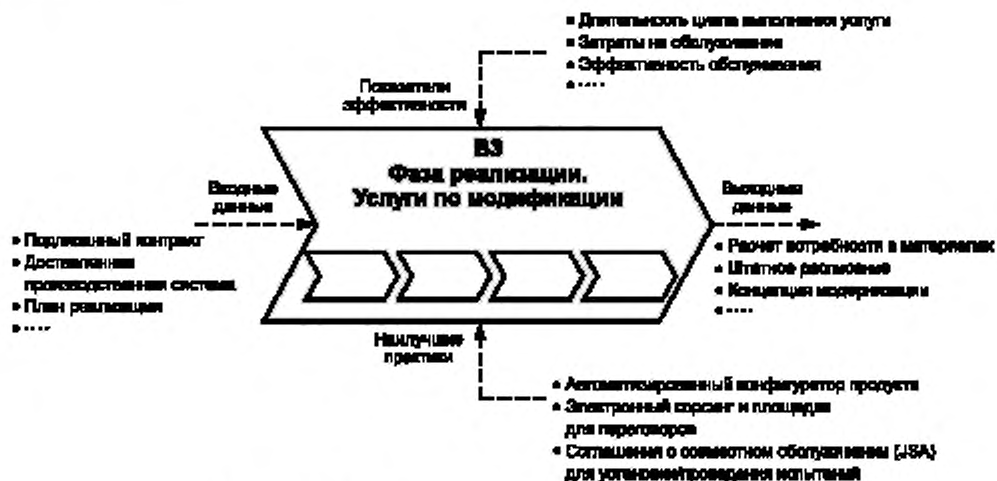 • Длительность цикла выполнения услуги
• Затраты на обслуживание
• Эффективность обслуживания
• ····
Показатели
эффективности
В3
Фаза реализации.
Услуги по модификации
Входные
данные
• Подписанный контракт
• Доставленная
производственная система
• План реализации
• ····
Выходные
данные
• Расчет потребности в материалах
• Штатное расписание
• Концепция модернизации
• ····
Наилучшие
практики
• Автоматизированный конфигуратор продукта
• Электронный сорсинг и площадка
для переговоров
• Соглашения о совместном обслуживании (JSA)
для установки/проведения испытаний